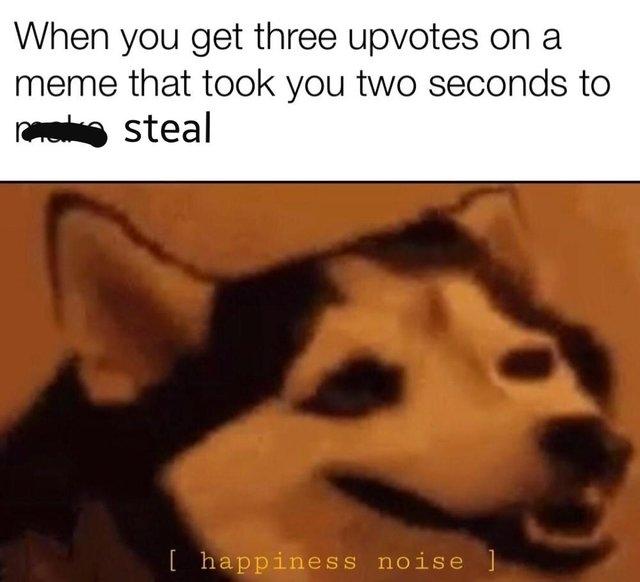 When you get three upvotes on a
meme that took you two seconds to
steal
[ happiness noise ]